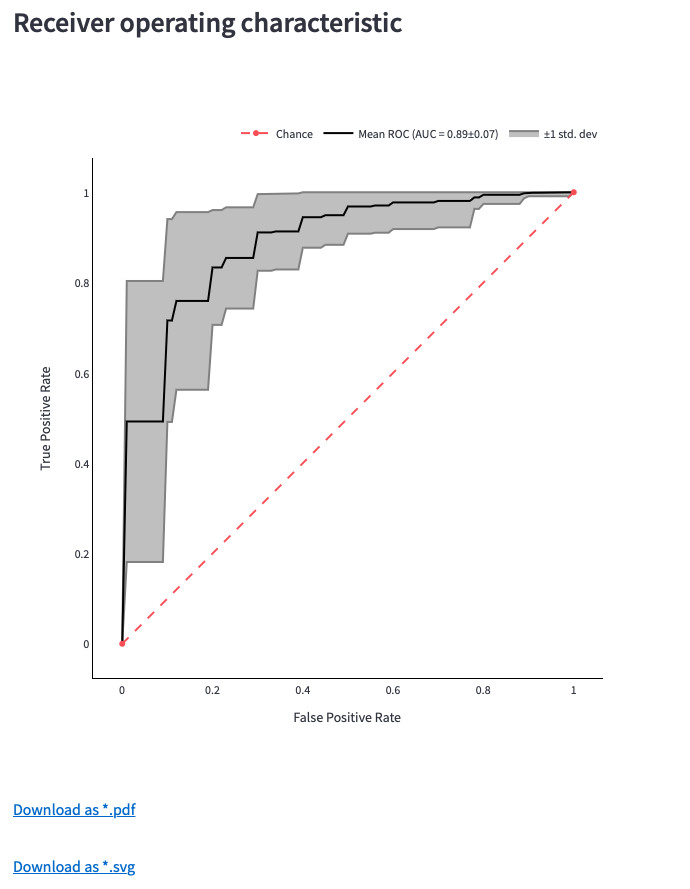 Receiver operating characteristic
Chance Mean ROC (AUC = 0.89±0.07) ±1 std. dev
1
0.8
0.6
0.4
0.2
0
True Positive Rate
0 0.2 0.4 0.6 0.8 1
False Positive Rate
Download as *.pdf
Download as *.svg